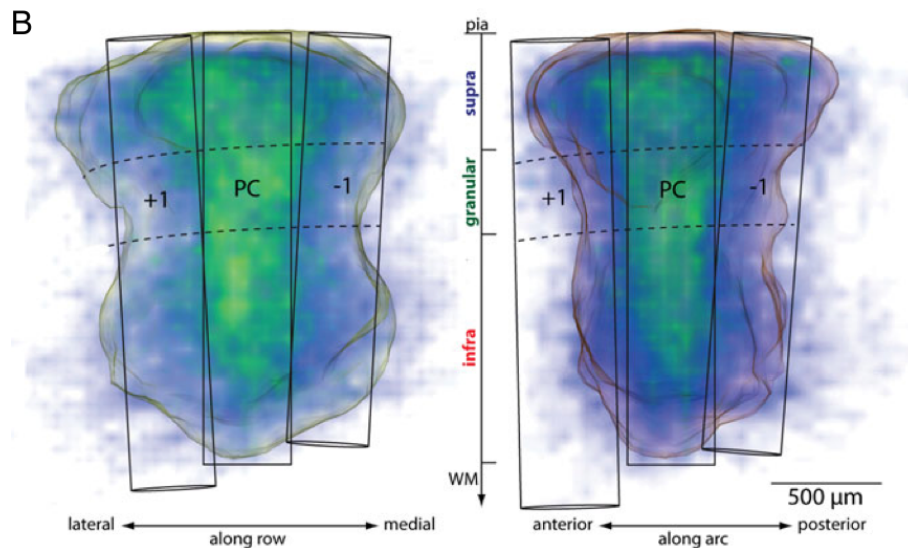 B
pia
supra
granular
infra
WM
+1
PC
-1
+1
PC
-1
lateral
medial
along row
anterior
posterior
along arc
500 µm